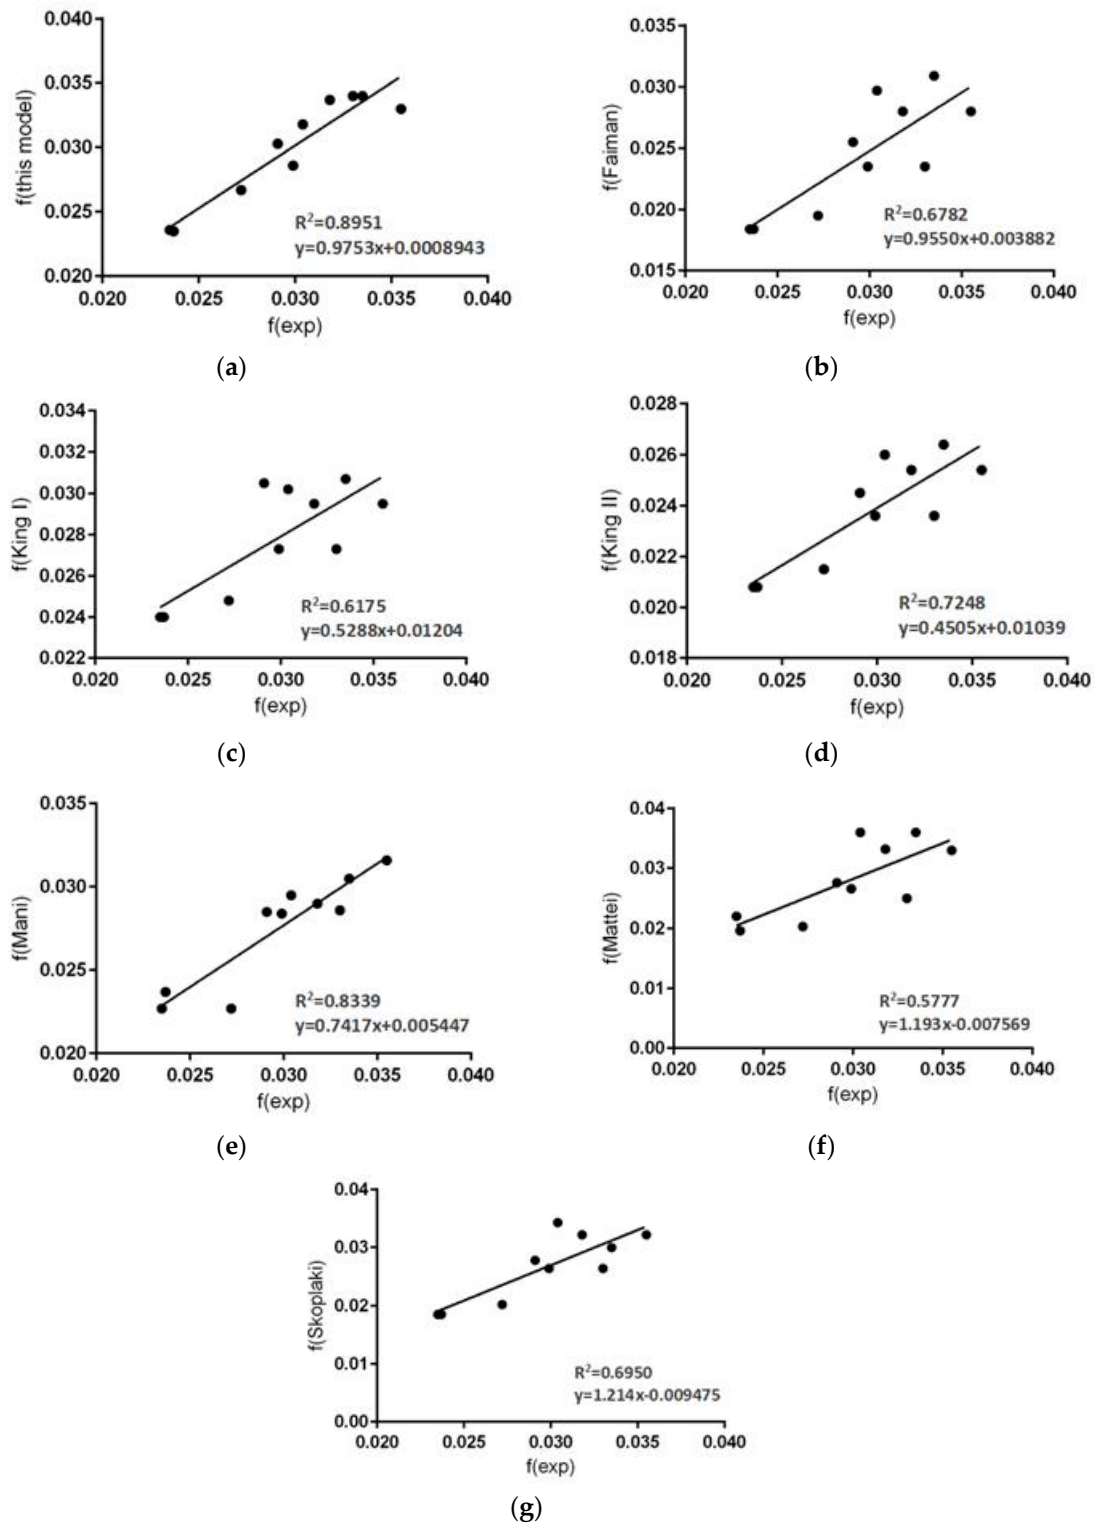 0.040
0.035
0.030
0.025
0.020
f(this model)
R²=0.8951
y=0.9753x+0.0008943
0.020 0.025 0.030 0.035 0.040
f(exp)
(a)
0.035
0.030
0.025
0.020
0.015
f(Faiman)
R²=0.6782
y=0.9550x+0.003882
0.020 0.025 0.030 0.035 0.040
f(exp)
(b)
0.034
0.032
0.030
0.028
0.026
0.024
0.022
f(King I)
R²=0.6175
y=0.5288x+0.01204
0.020 0.025 0.030 0.035 0.040
f(exp)
(c)
0.028
0.026
0.024
0.022
0.020
0.018
f(King II)
R²=0.7248
y=0.4505x+0.01039
0.020 0.025 0.030 0.035 0.040
f(exp)
(d)
0.035
0.030
0.025
0.020
f(Mani)
R²=0.8339
y=0.7417x+0.005447
0.020 0.025 0.030 0.035 0.040
f(exp)
(e)
0.04
0.03
0.02
0.01
0.00
f(Mattei)
R²=0.5777
y=1.193x-0.007569
0.020 0.025 0.030 0.035 0.040
f(exp)
(f)
0.04
0.03
0.02
0.01
0.00
f(Skoplaki)
R²=0.6950
y=1.214x-0.009475
0.020 0.025 0.030 0.035 0.040
f(exp)
(g)